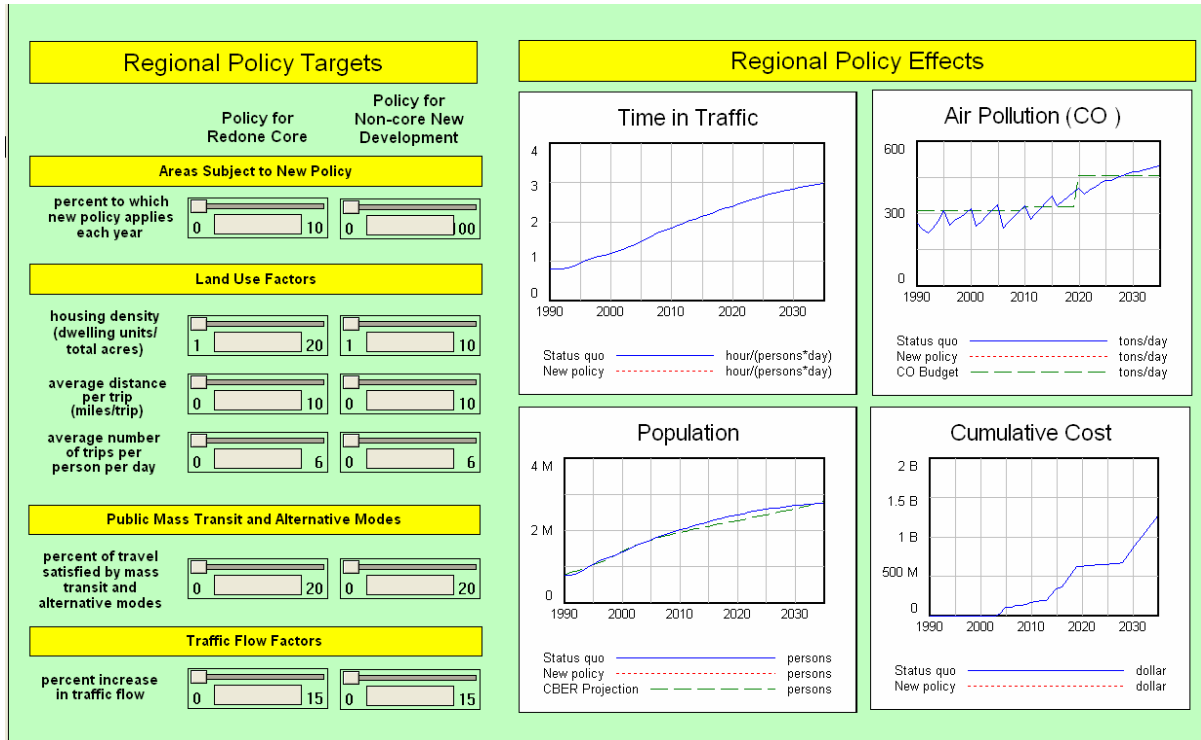 Regional Policy Targets
Policy for
Redone Core
Policy for
Non-core New
Development
Areas Subject to New Policy
percent to which
new policy applies
each year
0 10
0 100
Land Use Factors
housing density
(dwelling units/
total acres)
1 20
1 10
average distance
per trip
(miles/trip)
0 10
0 10
average number
of trips per
person per day
0 6
0 6
Public Mass Transit and Alternative Modes
percent of travel
satisfied by mass
transit and
alternative modes
0 20
0 20
Traffic Flow Factors
percent increase
in traffic flow
0 15
0 15
Regional Policy Effects
Time in Traffic
4
3
2
1
0
1990 2000 2010 2020 2030
Status quo hour/(persons*day)
New policy hour/(persons*day)
Air Pollution (CO )
600
300
0
1990 2000 2010 2020 2030
Status quo tons/day
New policy tons/day
CO Budget tons/day
Population
4 M
2 M
0
1990 2000 2010 2020 2030
Status quo persons
New policy persons
CBER Projection persons
Cumulative Cost
2 B
1.5 B
1 B
500 M
0
1990 2000 2010 2020 2030
Status quo dollar
New policy dollar